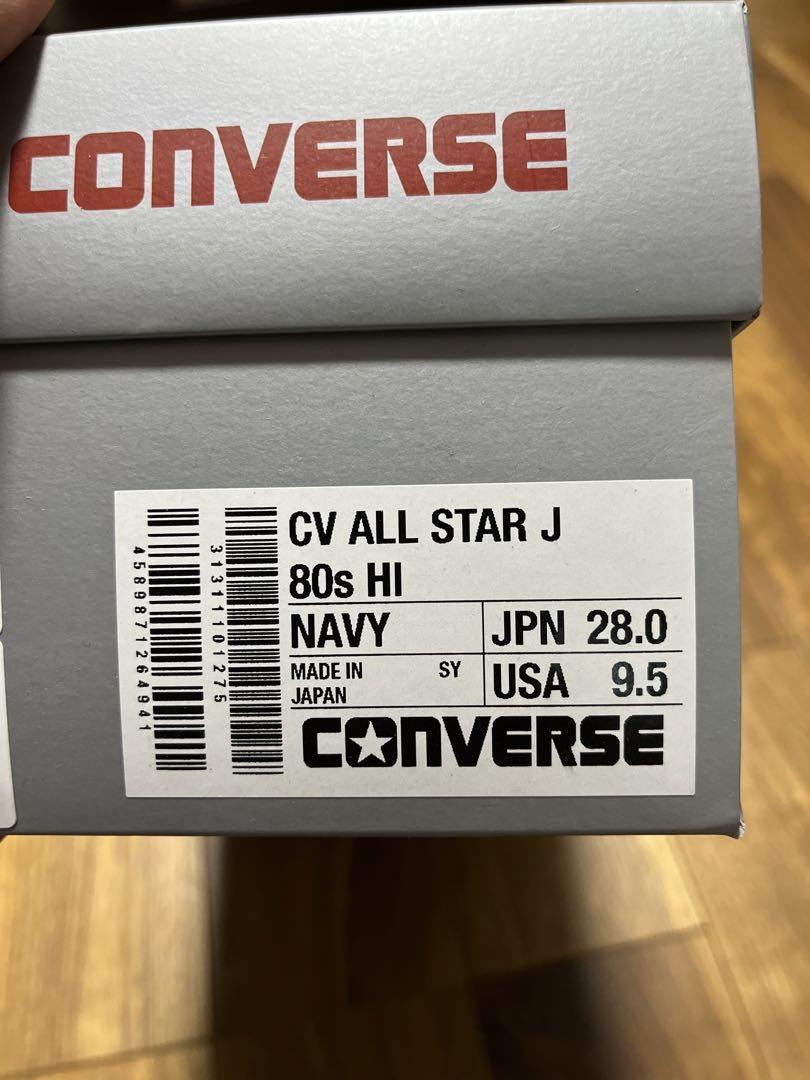 CONVERSE
CV ALL STAR J
80s HI
NAVY
JPN 28.0
MADE IN JAPAN
SY
USA 9.5
CONVERSE
4589871264941
31311101275